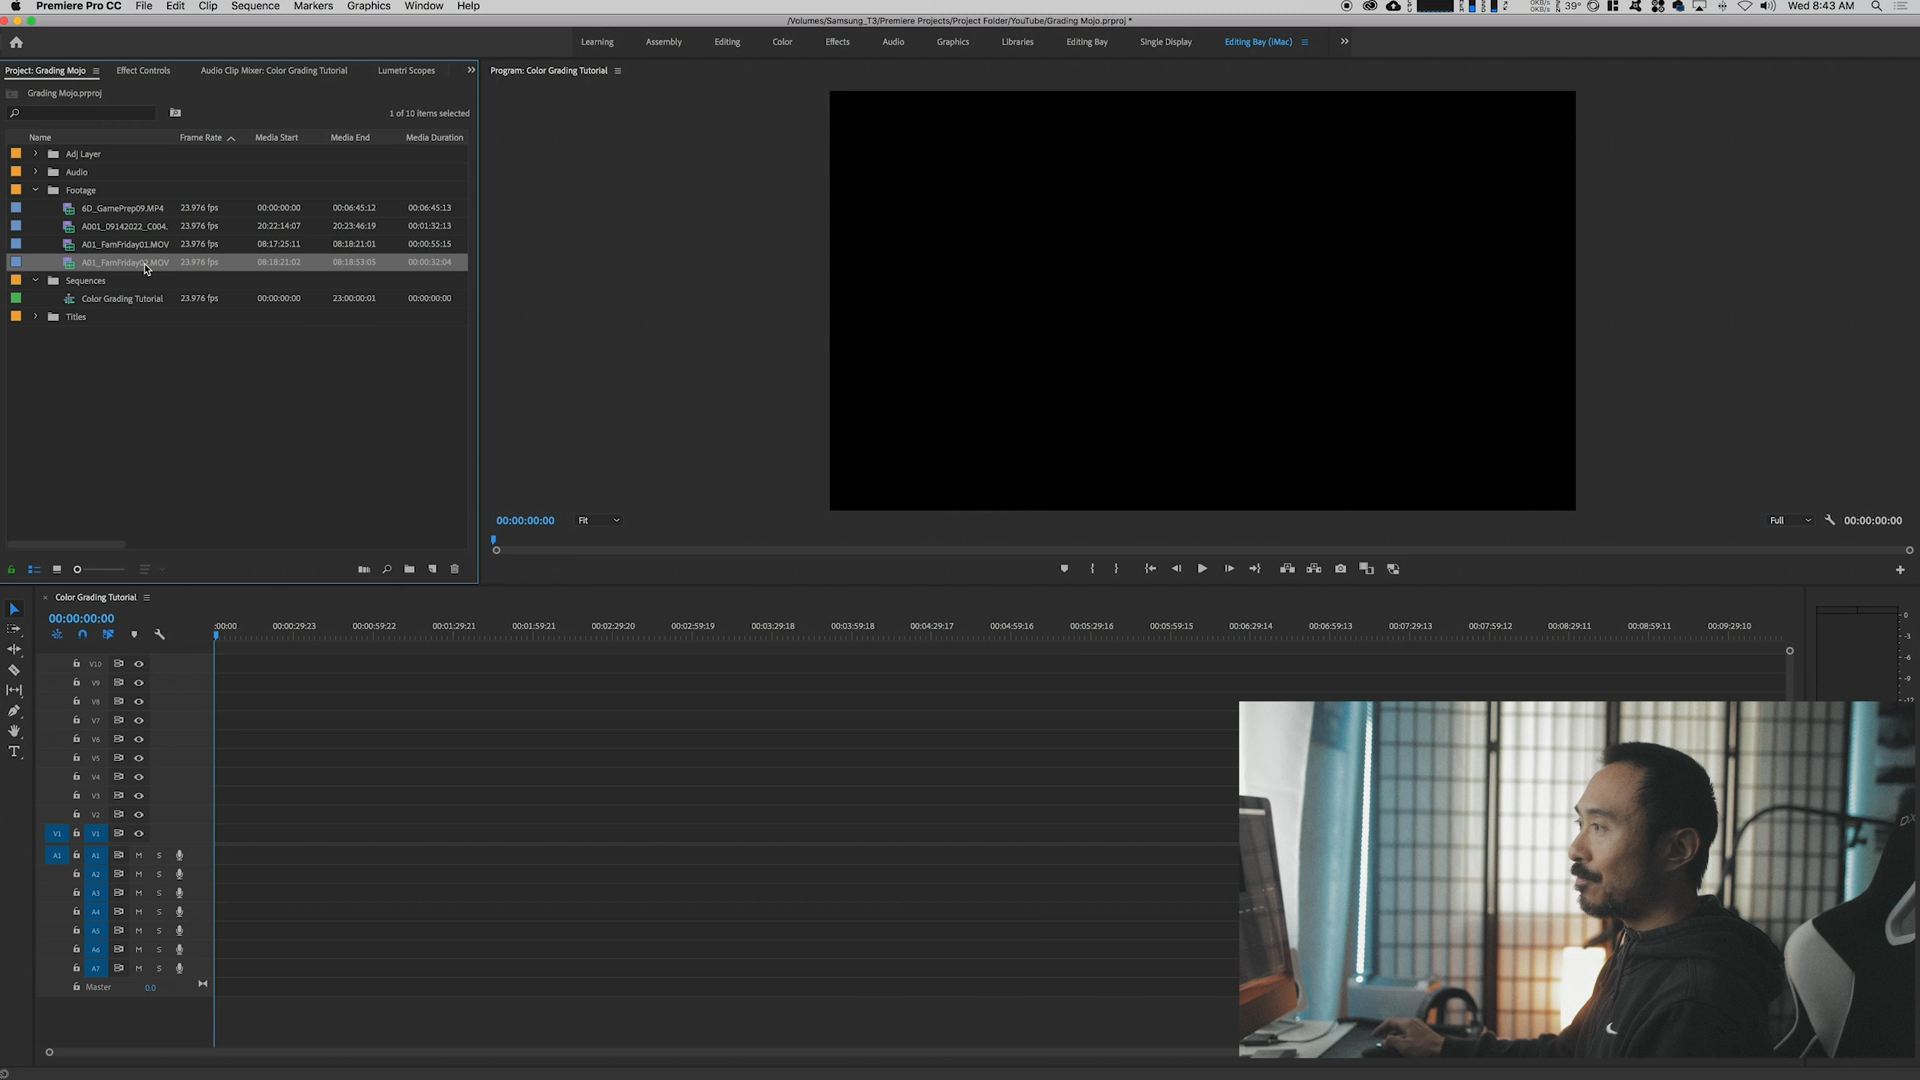 Premiere Pro CC File Edit Clip Sequence Markers Graphics Window Help
39° Wed 8:43 AM
/Volumes/Samsung_T3/Premiere Projects/Project Folder/YouTube/Grading Mojo.prproj *
Learning Assembly Editing Color Effects Audio Graphics Libraries Editing Bay Single Display Editing Bay (iMac)
Project: Grading Mojo Effect Controls Audio Clip Mixer: Color Grading Tutorial Lumetri Scopes
Program: Color Grading Tutorial
Grading Mojo.prproj
1 of 10 items selected
Name Frame Rate Media Start Media End Media Duration
Adj Layer
Audio
Footage
6D_GamePrep09.MP4 23.976 fps 00:00:00:00 00:06:45:12 00:06:45:13
A001_09142022_C004. 23.976 fps 20:22:14:07 20:23:46:19 00:01:32:13
A01_FamFriday01.MOV 23.976 fps 08:17:25:11 08:18:21:01 00:00:55:15
A01_FamFriday02.MOV 23.976 fps 08:18:21:02 08:18:53:05 00:00:32:04
Sequences
Color Grading Tutorial 23.976 fps 00:00:00:00 23:00:00:01 00:00:00:00
Titles
00:00:00:00 Fit Full 00:00:00:00
Color Grading Tutorial
00:00:00:00
:00:00 00:00:29:23 00:00:59:22 00:01:29:21 00:01:59:21 00:02:29:20 00:02:59:19 00:03:29:18 00:03:59:18 00:04:29:17 00:04:59:16 00:05:29:16 00:05:59:15 00:06:29:14 00:06:59:13 00:07:29:13 00:07:59:12 00:08:29:11 00:08:59:11 00:09:29:10
0
-3
-6
-9
-12
V10
V9
V8
V7
V6
V5
V4
V3
V2
V1 V1
A1 A1 M S
A2 M S
A3 M S
A4 M S
A5 M S
A6 M S
A7 M S
Master 0.0
T